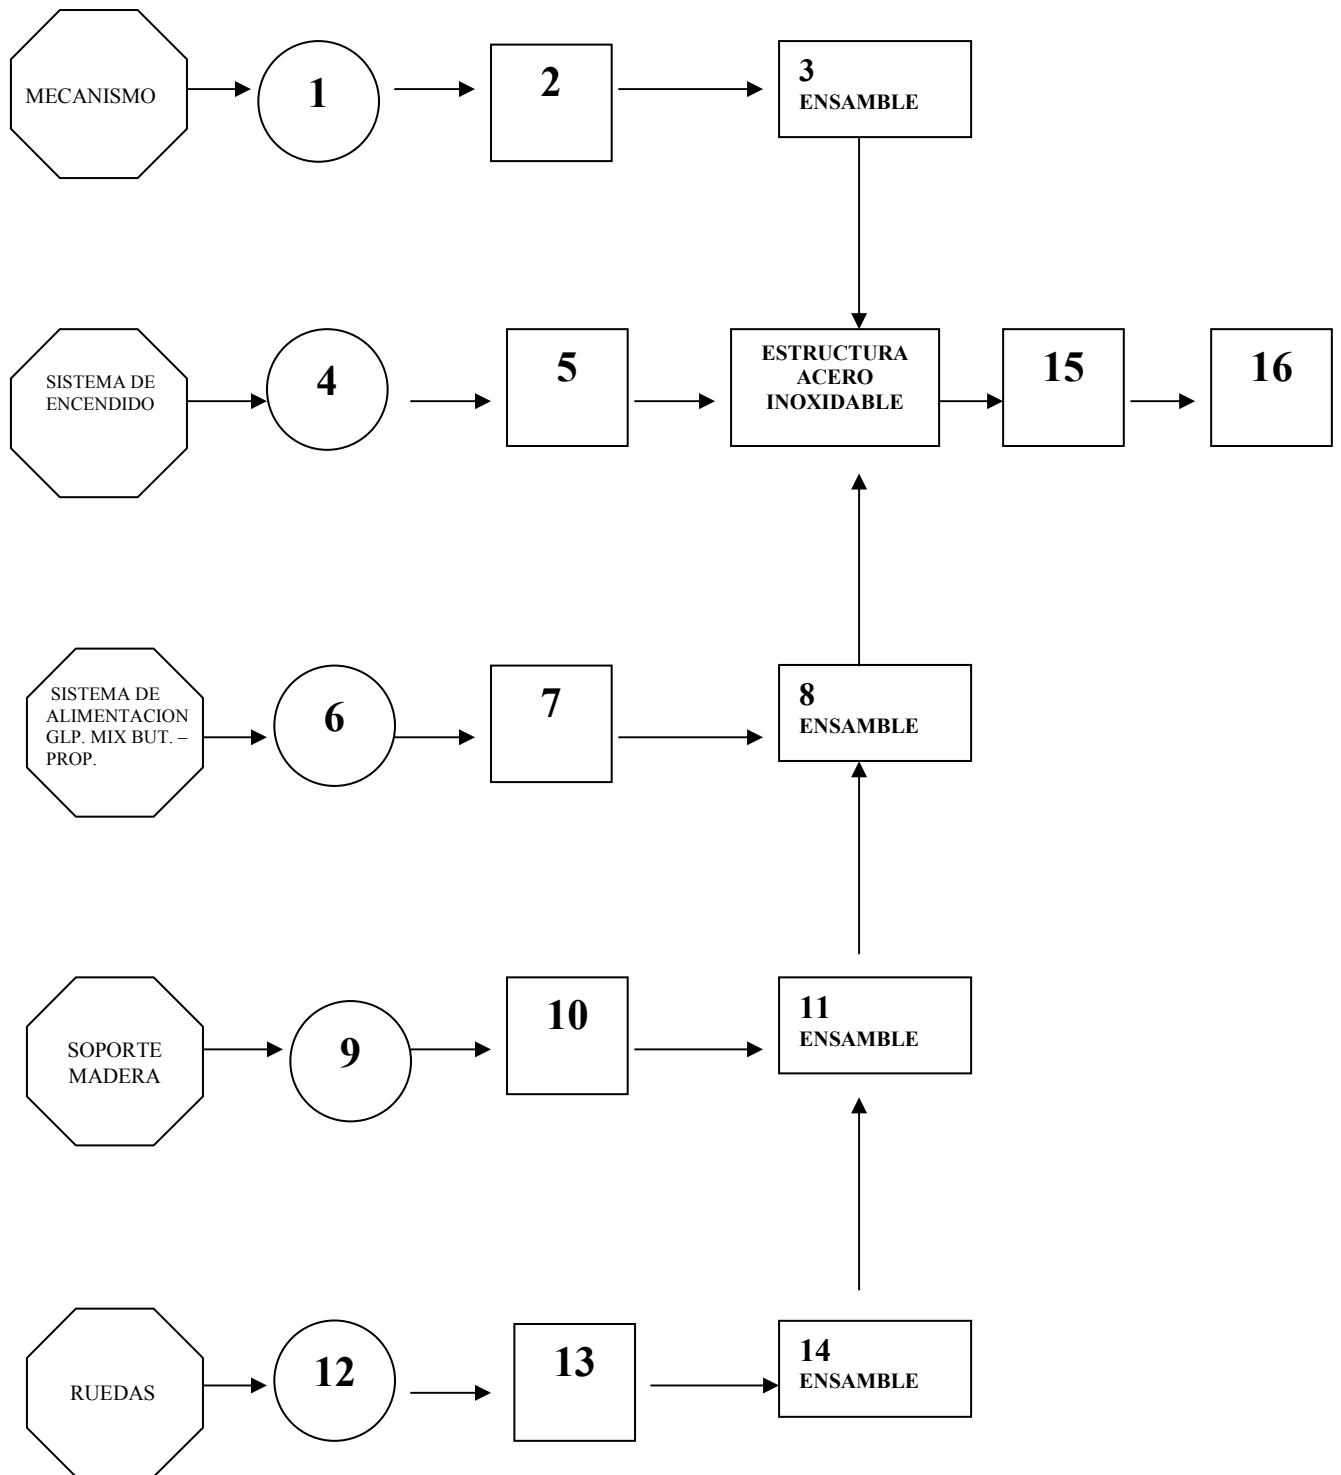 MECANISMO
1
2
3
ENSAMBLE
SISTEMA DE
ENCENDIDO
4
5
ESTRUCTURA
ACERO
INOXIDABLE
15
16
SISTEMA DE
ALIMENTACION
GLP. MIX BUT. –
PROP.
6
7
8
ENSAMBLE
SOPORTE
MADERA
9
10
11
ENSAMBLE
RUEDAS
12
13
14
ENSAMBLE